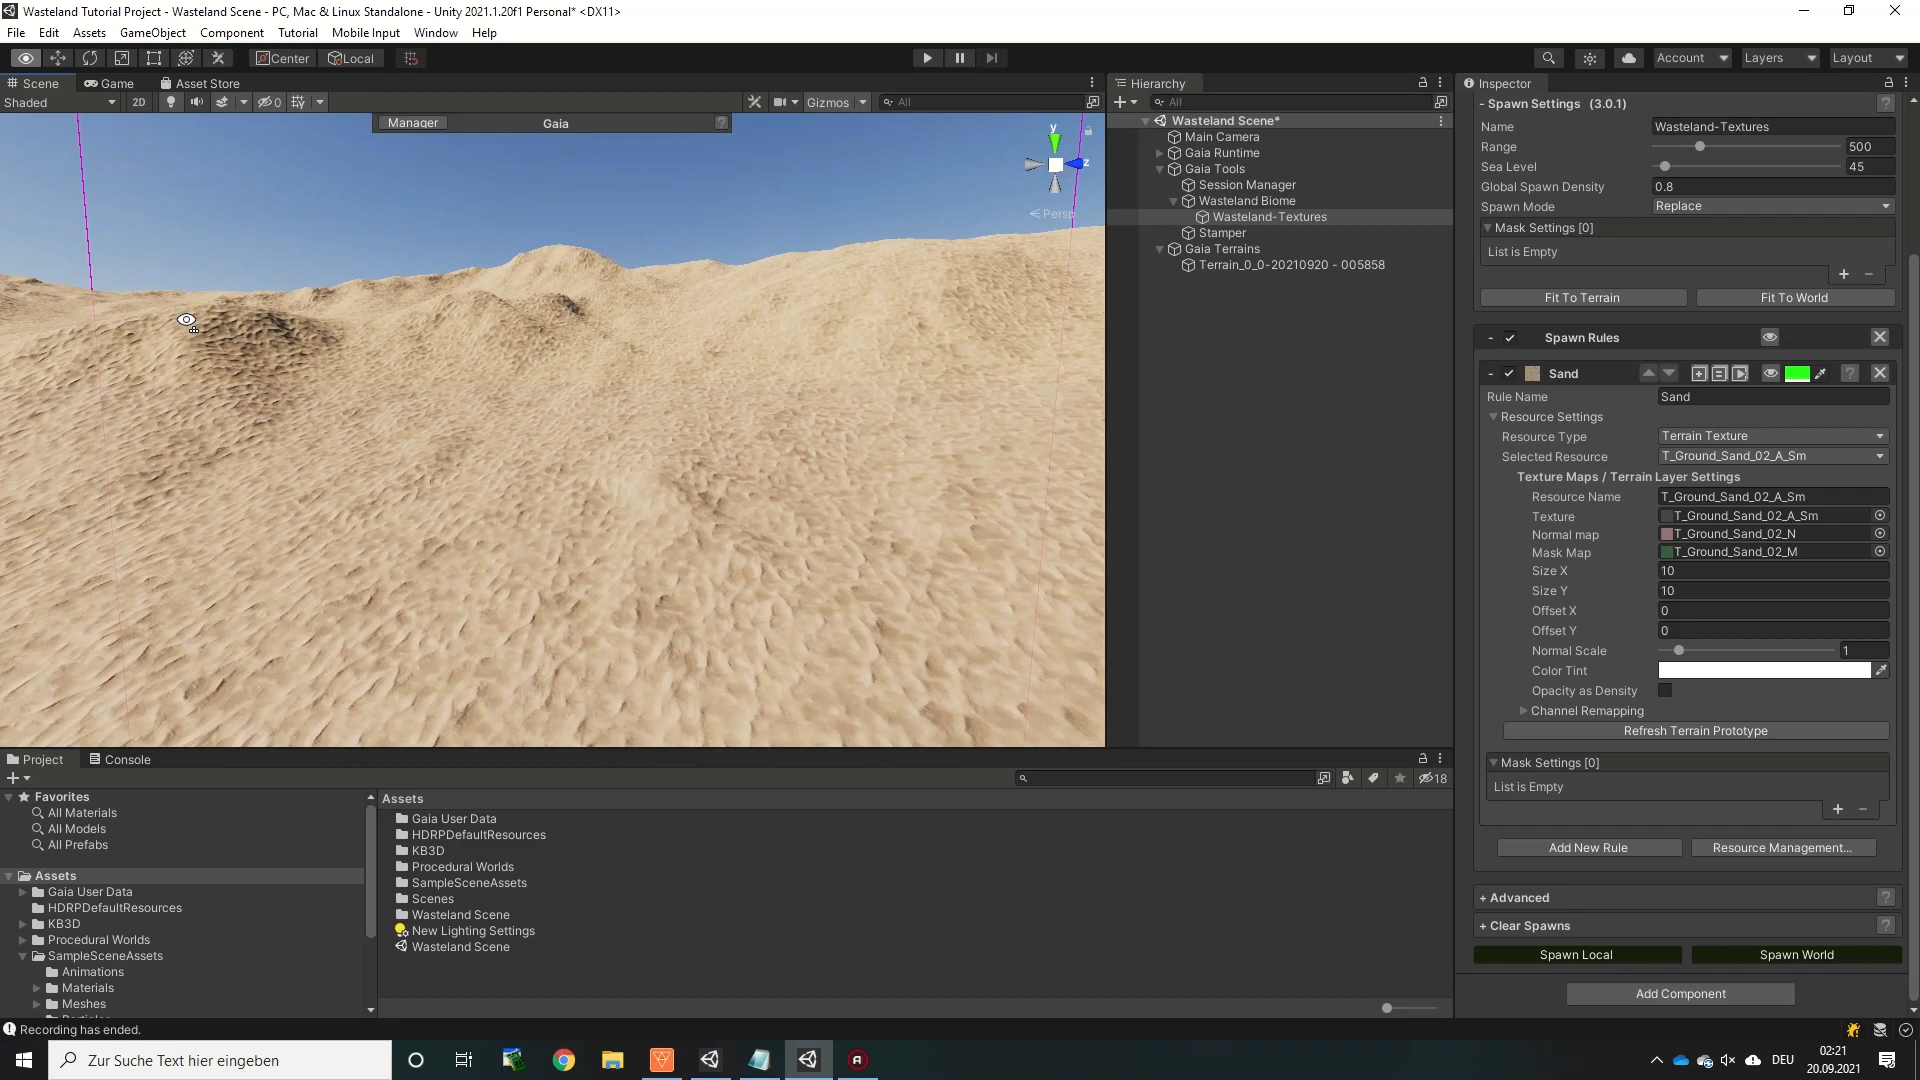 Wasteland Tutorial Project - Wasteland Scene - PC, Mac & Linux Standalone - Unity 2021.1.20f1 Personal* <DX11>
File Edit Assets GameObject Component Tutorial Mobile Input Window Help
Center Local
Account Layers Layout
Scene Game Asset Store
Shaded 2D 0 Gizmos All
Manager Gaia
y
z
Persp
Hierarchy
All
Wasteland Scene*
Main Camera
Gaia Runtime
Gaia Tools
Session Manager
Wasteland Biome
Wasteland-Textures
Stamper
Gaia Terrains
Terrain_0_0-20210920 - 005858
Inspector
- Spawn Settings (3.0.1)
Name Wasteland-Textures
Range 500
Sea Level 45
Global Spawn Density 0.8
Spawn Mode Replace
Mask Settings [0]
List is Empty
+ -
Fit To Terrain Fit To World
- Spawn Rules
- Sand
Rule Name Sand
Resource Settings
Resource Type Terrain Texture
Selected Resource T_Ground_Sand_02_A_Sm
Texture Maps / Terrain Layer Settings
Resource Name T_Ground_Sand_02_A_Sm
Texture T_Ground_Sand_02_A_Sm
Normal map T_Ground_Sand_02_N
Mask Map T_Ground_Sand_02_M
Size X 10
Size Y 10
Offset X 0
Offset Y 0
Normal Scale 1
Color Tint
Opacity as Density
Channel Remapping
Refresh Terrain Prototype
Mask Settings [0]
List is Empty
+ -
Add New Rule Resource Management...
+ Advanced
+ Clear Spawns
Spawn Local Spawn World
Add Component
Project Console
18
Favorites
All Materials
All Models
All Prefabs
Assets
Gaia User Data
HDRPDefaultResources
KB3D
Procedural Worlds
SampleSceneAssets
Animations
Materials
Meshes
Assets
Gaia User Data
HDRPDefaultResources
KB3D
Procedural Worlds
SampleSceneAssets
Scenes
Wasteland Scene
New Lighting Settings
Wasteland Scene
Recording has ended.
Zur Suche Text hier eingeben
DEU
02:21
20.09.2021